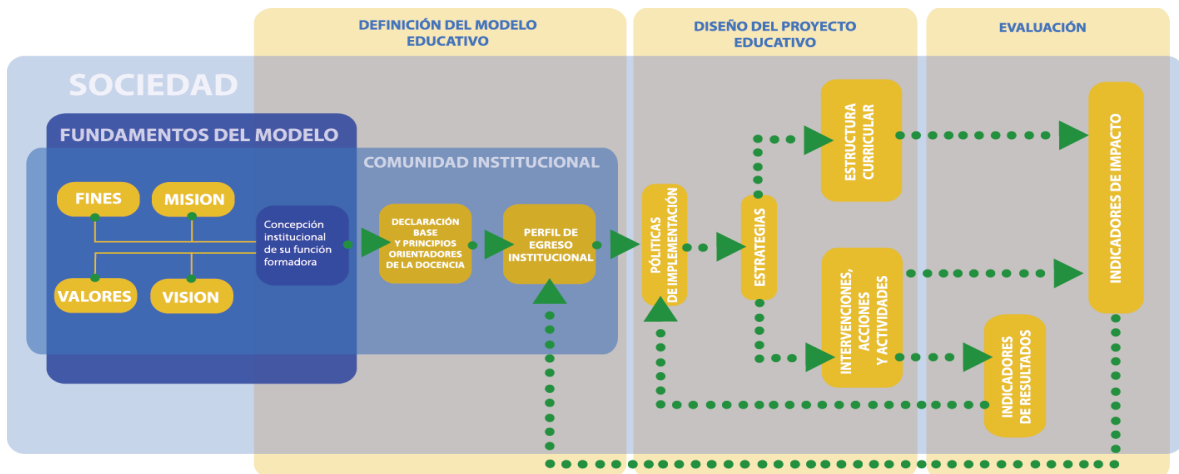 DEFINICIÓN DEL MODELO
EDUCATIVO
DISEÑO DEL PROYECTO
EDUCATIVO
EVALUACIÓN
SOCIEDAD
FUNDAMENTOS DEL MODELO
COMUNIDAD INSTITUCIONAL
FINES
MISION
VALORES
VISION
Concepción
institucional
de su función
formadora
DECLARACIÓN
BASE
Y PRINCIPIOS
ORIENTADORES
DE LA DOCENCIA
PERFIL DE
EGRESO
INSTITUCIONAL
PÓLITICAS
DE IMPLEMENTACIÓN
ESTRATEGIAS
ESTRUCTURA
CURRICULAR
INTERVENCIONES,
ACCIONES
Y ACTIVIDADES
INDICADORES
DE RESULTADOS
INDICADORES DE IMPACTO